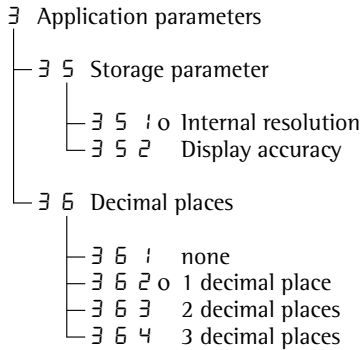 3 Application parameters
3 5 Storage parameter
3 5 1 o Internal resolution
3 5 2 Display accuracy
3 6 Decimal places
3 6 1 none
3 6 2 o 1 decimal place
3 6 3 2 decimal places
3 6 4 3 decimal places